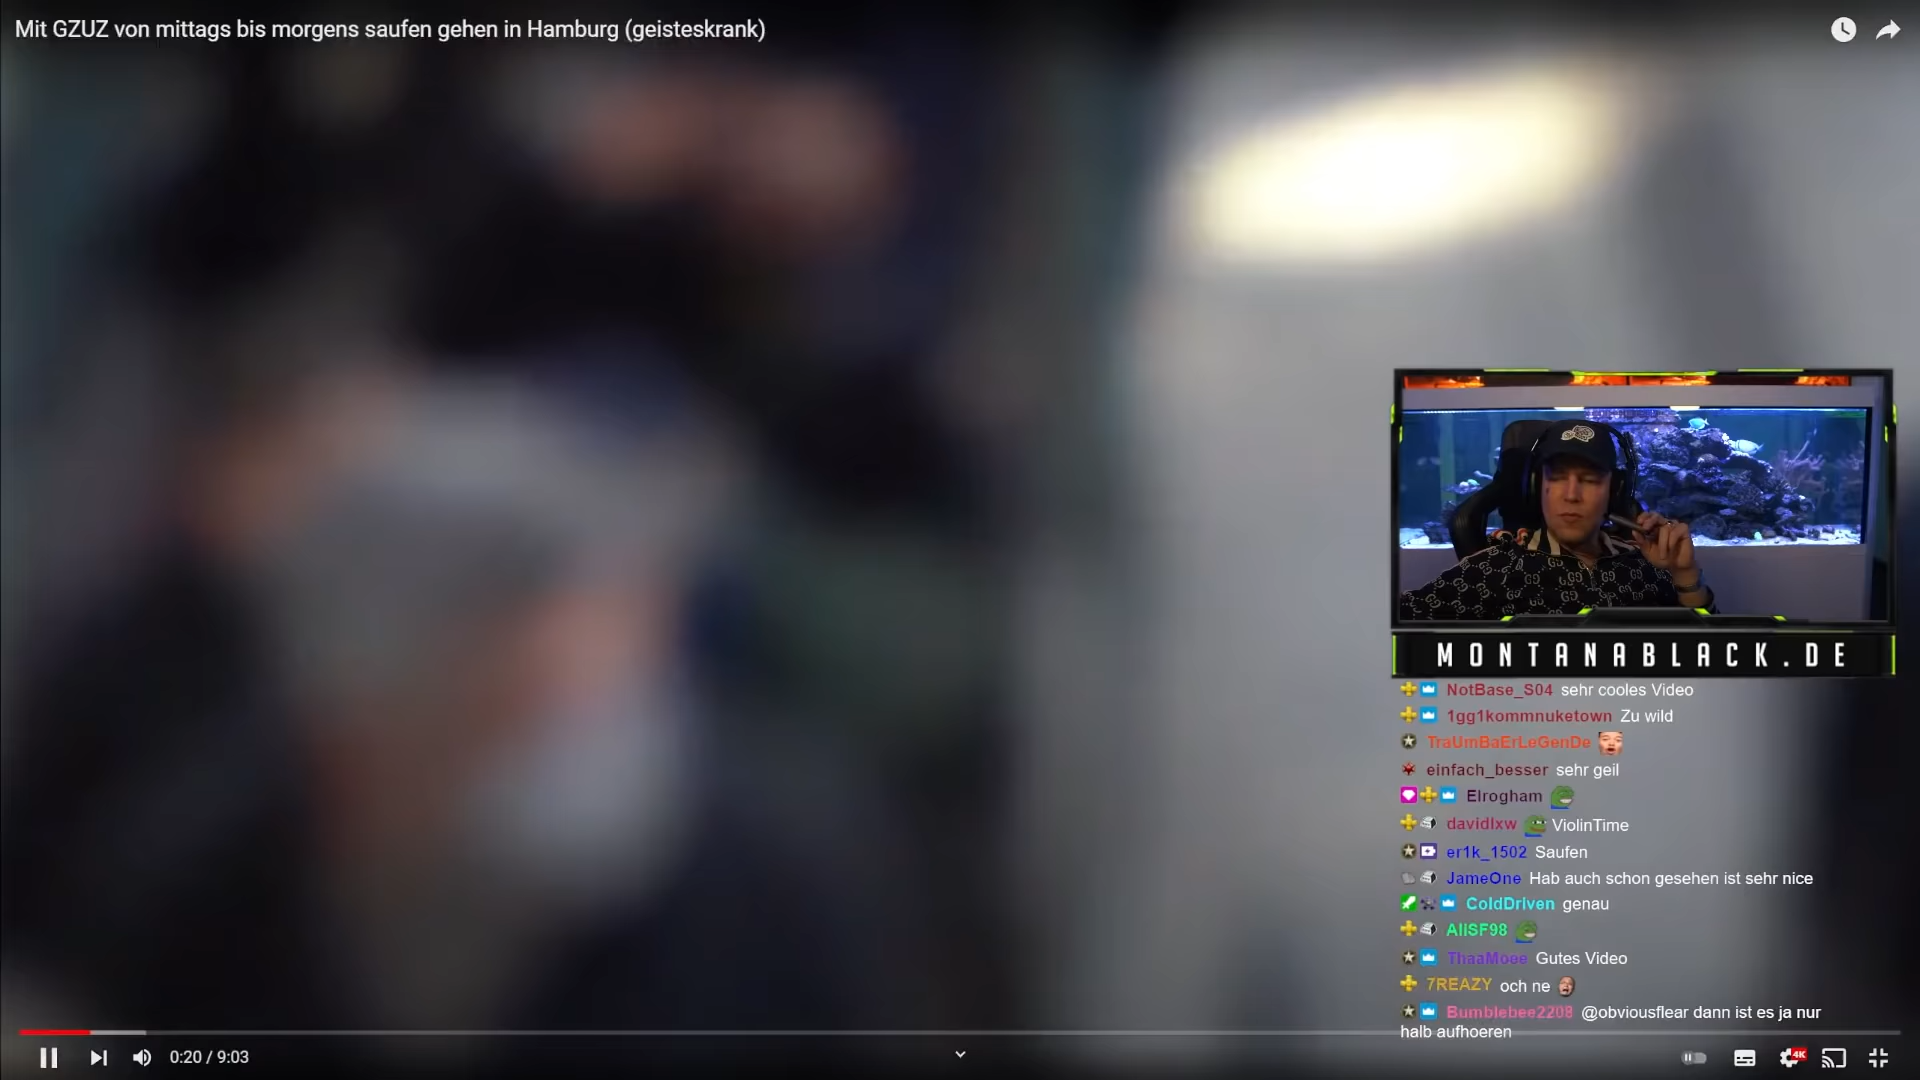 Mit GZUZ von mittags bis morgens saufen gehen in Hamburg (geisteskrank)
MONTANABLACK.DE
NotBase_S04 sehr cooles Video
1gg1kommnuketown Zu wild
TraUmBaErLeGenDe
einfach_besser sehr geil
Elrogham
davidlxw ViolinTime
er1k_1502 Saufen
JameOne Hab auch schon gesehen ist sehr nice
ColdDriven genau
AllSF98
ThaaMoee Gutes Video
7REAZY och ne
Bumblebee2208 @obviousflear dann ist es ja nur
halb aufhoeren
0:20 / 9:03
4K